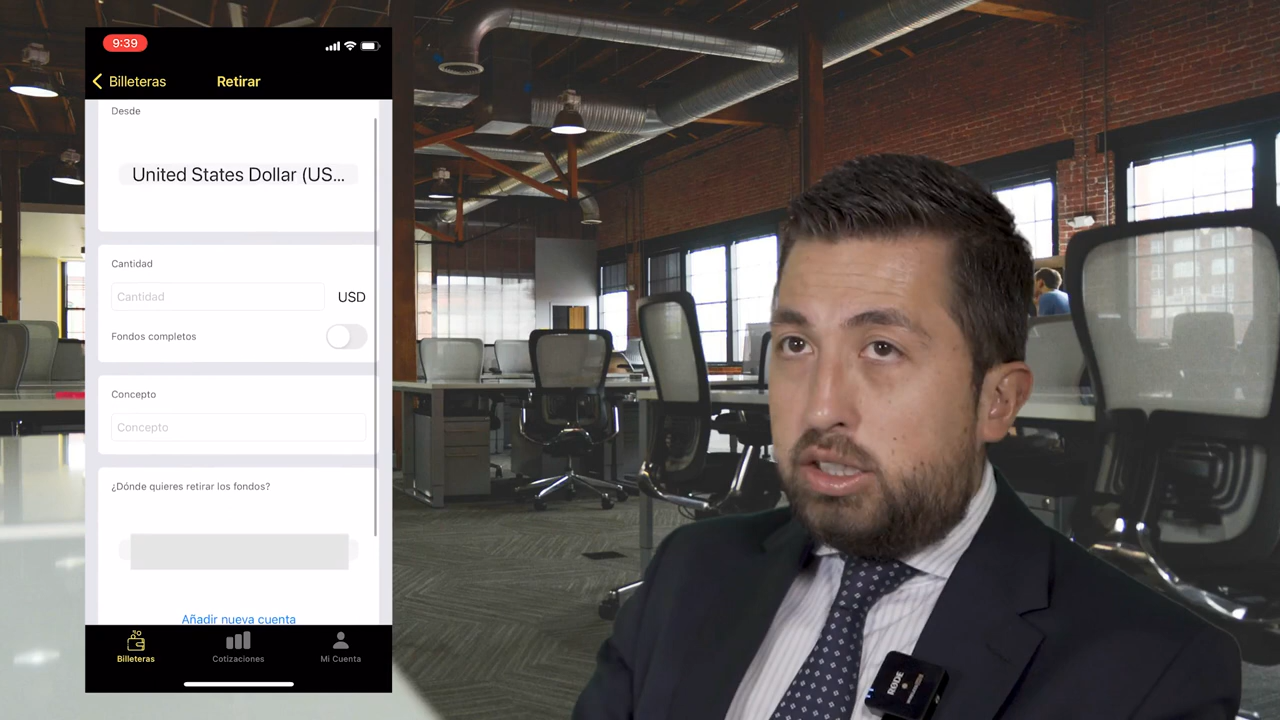 9:39
Billeteras
Retirar
Desde
United States Dollar (US...
Cantidad
Cantidad
USD
Fondos completos
Concepto
Concepto
¿Dónde quieres retirar los fondos?
Añadir nueva cuenta
Billeteras
Cotizaciones
Mi Cuenta
RØDE